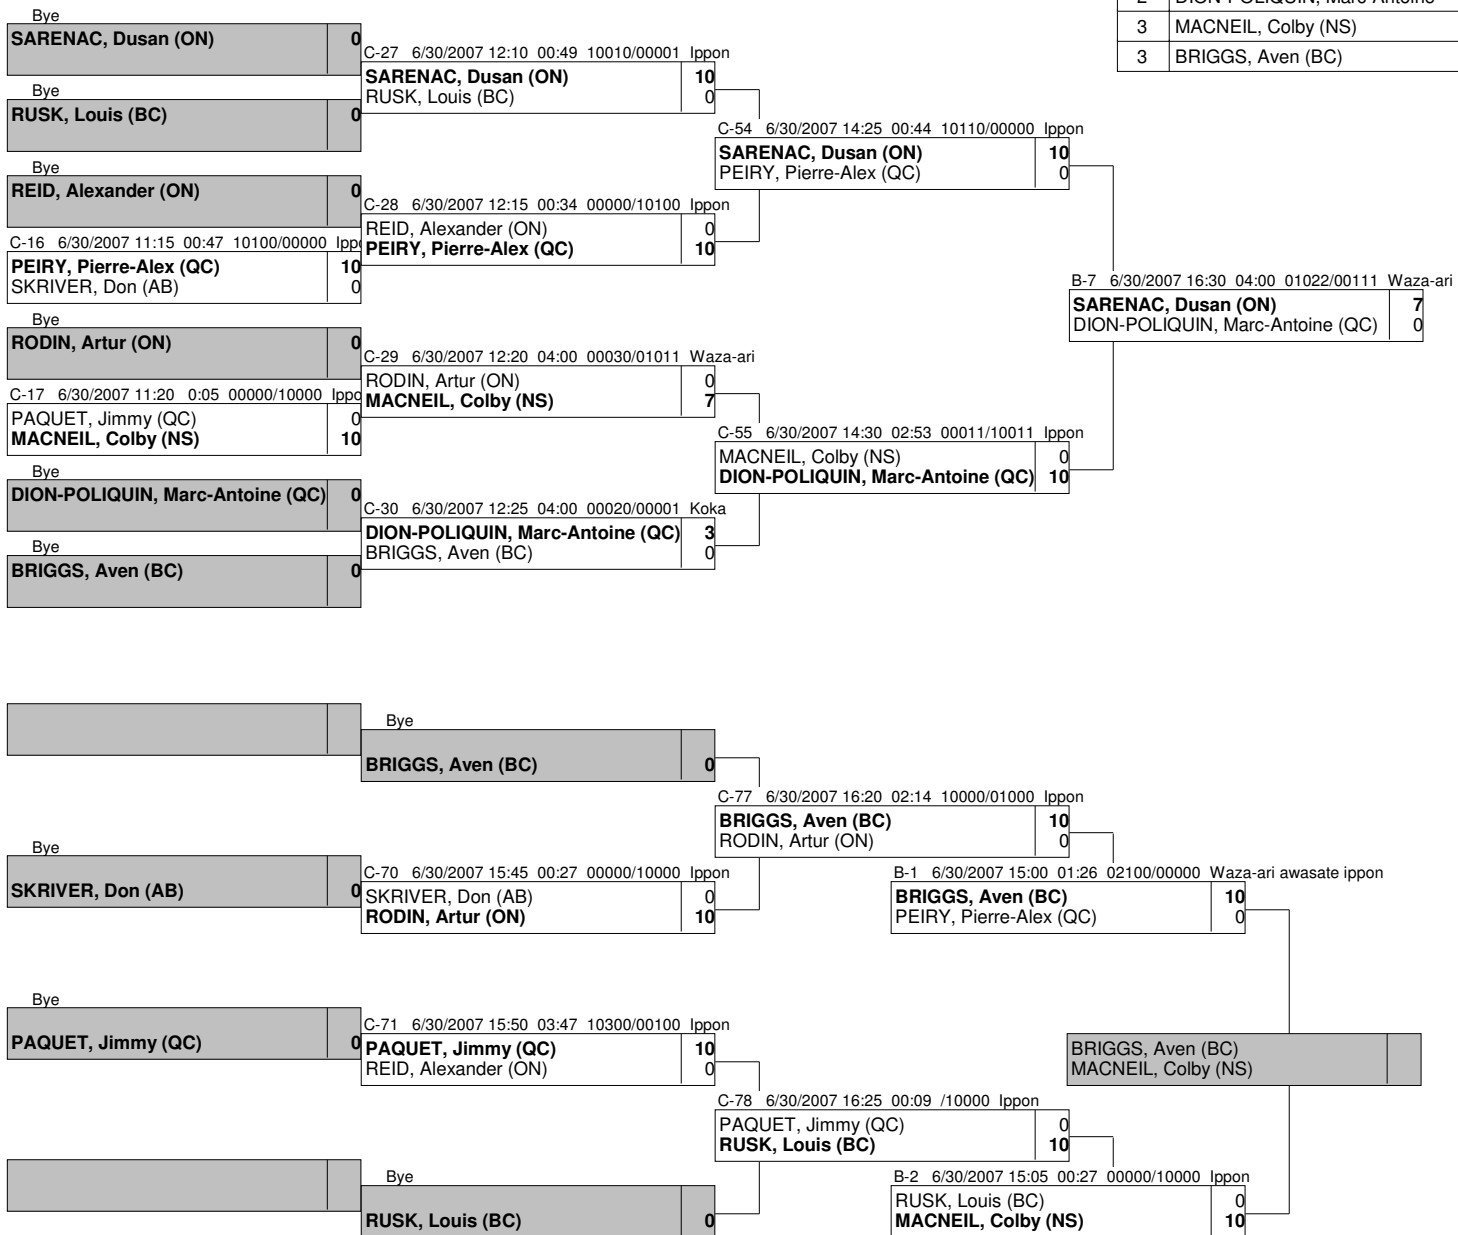 2 DION-POLIQUIN, Marc-Antoine
3 MACNEIL, Colby (NS)
3 BRIGGS, Aven (BC)
Bye
SARENAC, Dusan (ON) 0
Bye
RUSK, Louis (BC) 0
Bye
REID, Alexander (ON) 0
C-16 6/30/2007 11:15 00:47 10100/00000 Ippo
PEIRY, Pierre-Alex (QC) 10
SKRIVER, Don (AB) 0
Bye
RODIN, Artur (ON) 0
C-17 6/30/2007 11:20 0:05 00000/10000 Ippo
PAQUET, Jimmy (QC) 0
MACNEIL, Colby (NS) 10
Bye
DION-POLIQUIN, Marc-Antoine (QC) 0
Bye
BRIGGS, Aven (BC) 0
C-27 6/30/2007 12:10 00:49 10010/00001 Ippon
SARENAC, Dusan (ON) 10
RUSK, Louis (BC) 0
C-28 6/30/2007 12:15 00:34 00000/10100 Ippon
REID, Alexander (ON) 0
PEIRY, Pierre-Alex (QC) 10
C-29 6/30/2007 12:20 04:00 00030/01011 Waza-ari
RODIN, Artur (ON) 0
MACNEIL, Colby (NS) 7
C-30 6/30/2007 12:25 04:00 00020/00001 Koka
DION-POLIQUIN, Marc-Antoine (QC) 3
BRIGGS, Aven (BC) 0
C-54 6/30/2007 14:25 00:44 10110/00000 Ippon
SARENAC, Dusan (ON) 10
PEIRY, Pierre-Alex (QC) 0
C-55 6/30/2007 14:30 02:53 00011/10011 Ippon
MACNEIL, Colby (NS) 0
DION-POLIQUIN, Marc-Antoine (QC) 10
B-7 6/30/2007 16:30 04:00 01022/00111 Waza-ari
SARENAC, Dusan (ON) 7
DION-POLIQUIN, Marc-Antoine (QC) 0
Bye
SKRIVER, Don (AB) 0
Bye
PAQUET, Jimmy (QC) 0
Bye
BRIGGS, Aven (BC) 0
C-70 6/30/2007 15:45 00:27 00000/10000 Ippon
SKRIVER, Don (AB) 0
RODIN, Artur (ON) 10
C-71 6/30/2007 15:50 03:47 10300/00100 Ippon
PAQUET, Jimmy (QC) 10
REID, Alexander (ON) 0
Bye
RUSK, Louis (BC) 0
C-77 6/30/2007 16:20 02:14 10000/01000 Ippon
BRIGGS, Aven (BC) 10
RODIN, Artur (ON) 0
C-78 6/30/2007 16:25 00:09 /10000 Ippon
PAQUET, Jimmy (QC) 0
RUSK, Louis (BC) 10
B-1 6/30/2007 15:00 01:26 02100/00000 Waza-ari awasate ippon
BRIGGS, Aven (BC) 10
PEIRY, Pierre-Alex (QC) 0
B-2 6/30/2007 15:05 00:27 00000/10000 Ippon
RUSK, Louis (BC) 0
MACNEIL, Colby (NS) 10
BRIGGS, Aven (BC)
MACNEIL, Colby (NS)